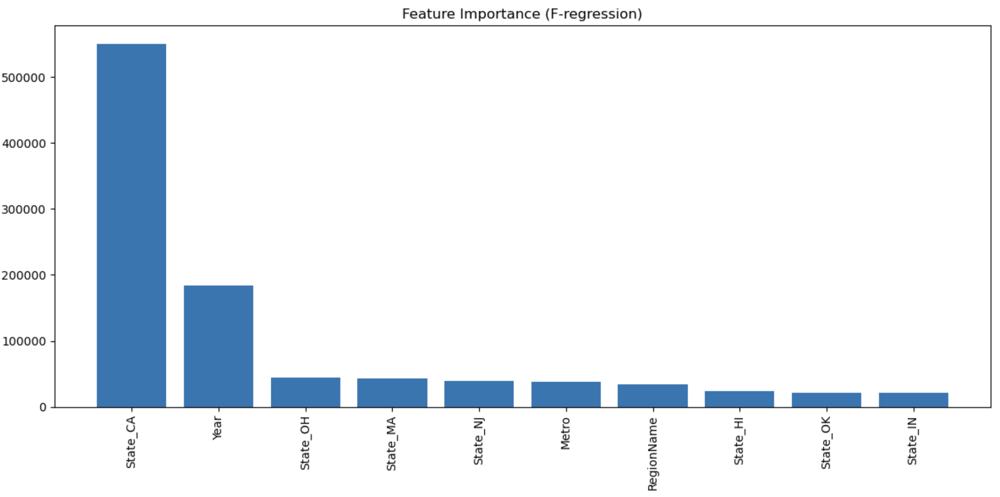 Feature Importance (F-regression)
500000
400000
300000
200000
100000
0
State_CA
Year
State_OH
State_MA
State_NJ
Metro
RegionName
State_HI
State_OK
State_IN